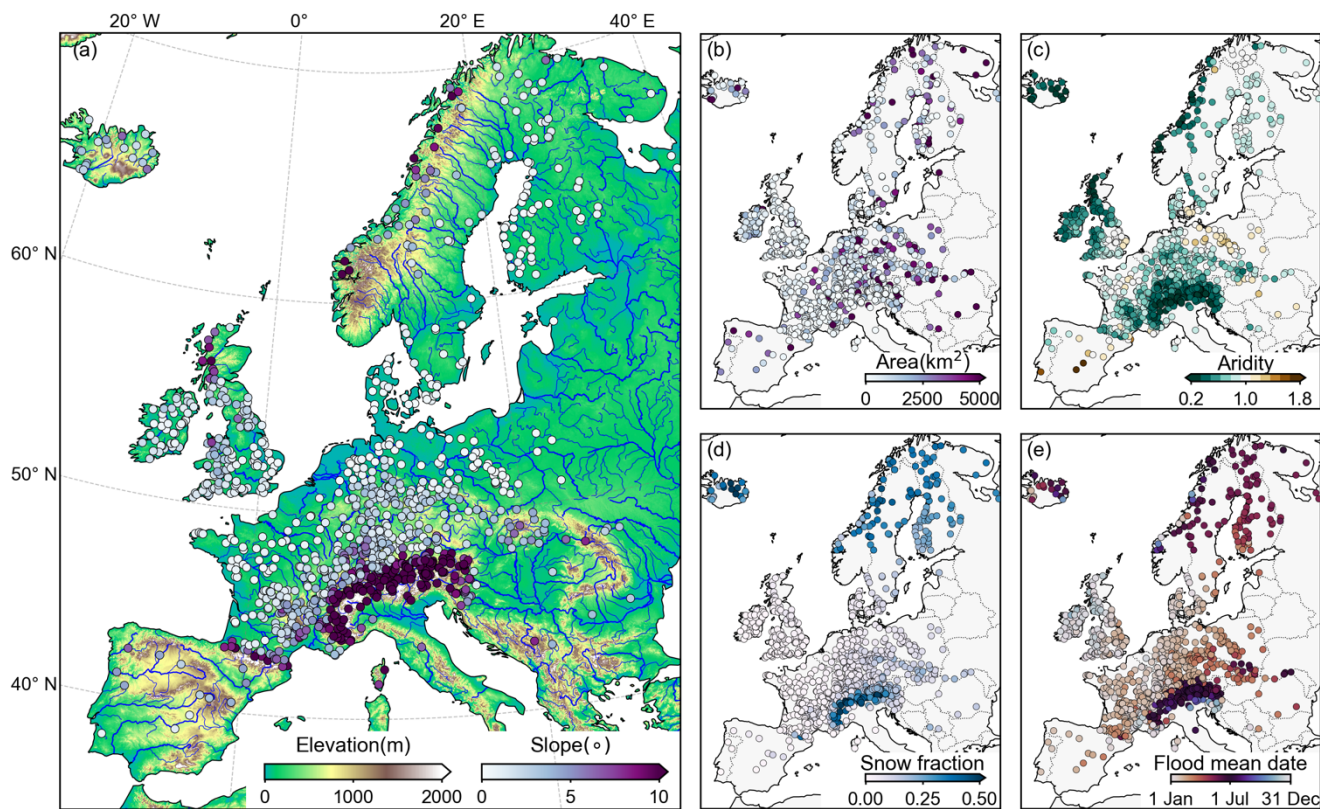 20° W 0° 20° E 40° E
(a)
60° N
50° N
40° N
Elevation(m)
0 1000 2000
Slope(°)
0 5 10
(b)
Area(km²)
0 2500 5000
(c)
Aridity
0.2 1.0 1.8
(d)
Snow fraction
0.00 0.25 0.50
(e)
Flood mean date
1 Jan 1 Jul 31 Dec